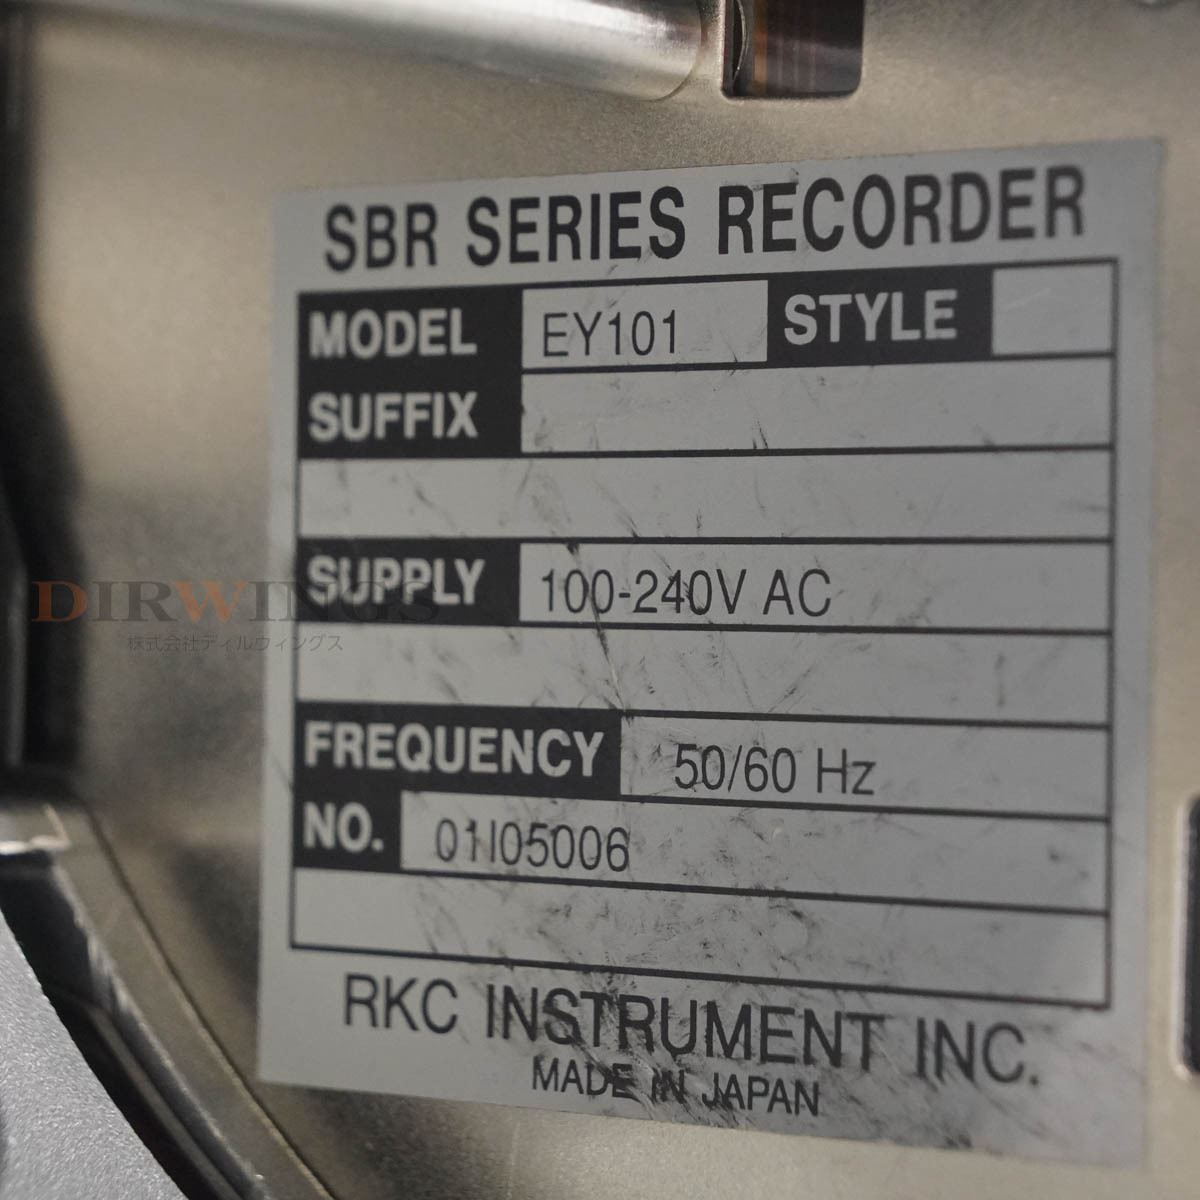 SBR SERIES RECORDER
MODEL EY101 STYLE
SUFFIX
SUPPLY 100-240V AC
DIRWINGS
株式会社ディルウィングス
FREQUENCY 50/60 Hz
NO. 01I05006
RKC INSTRUMENT INC.
MADE IN JAPAN